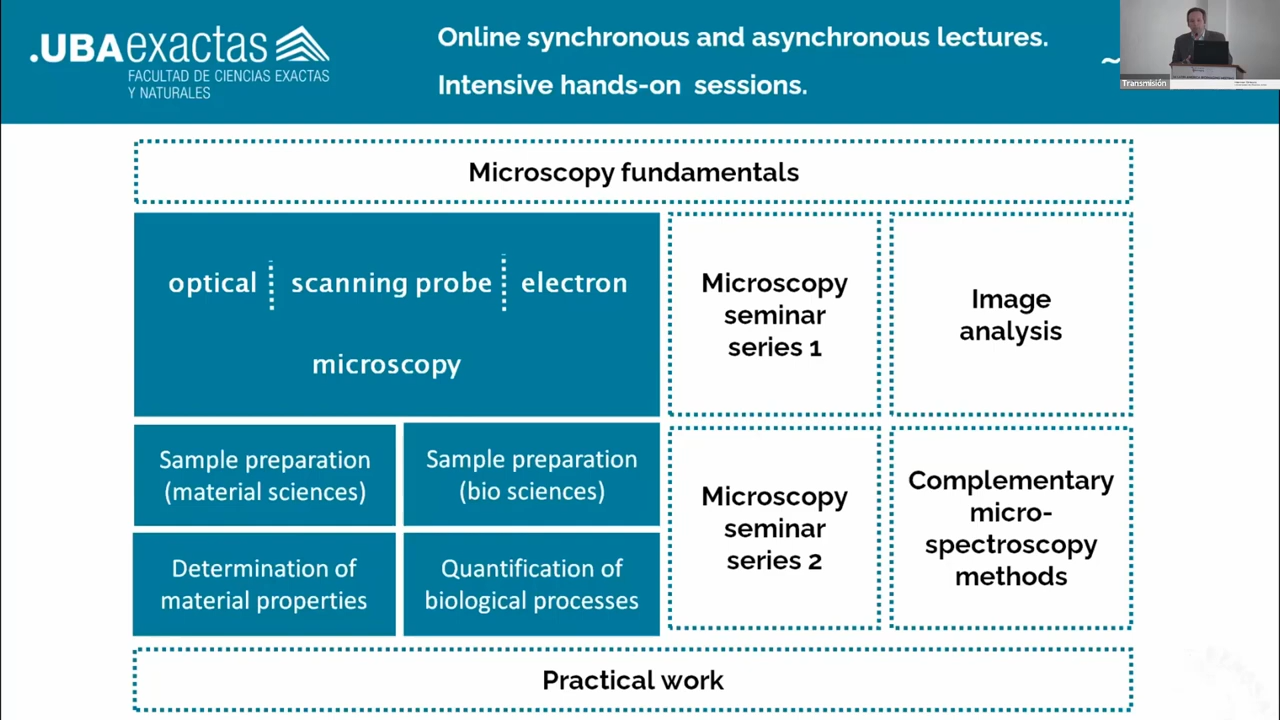 .UBAexactas
FACULTAD DE CIENCIAS EXACTAS
Y NATURALES
Online synchronous and asynchronous lectures.
Intensive hands-on sessions.
~
Transmisión
Microscopy fundamentals
optical
scanning probe
electron
microscopy
Microscopy
seminar
series 1
Image
analysis
Sample preparation
(material sciences)
Sample preparation
(bio sciences)
Determination of
material properties
Quantification of
biological processes
Microscopy
seminar
series 2
Complementary
micro-
spectroscopy
methods
Practical work